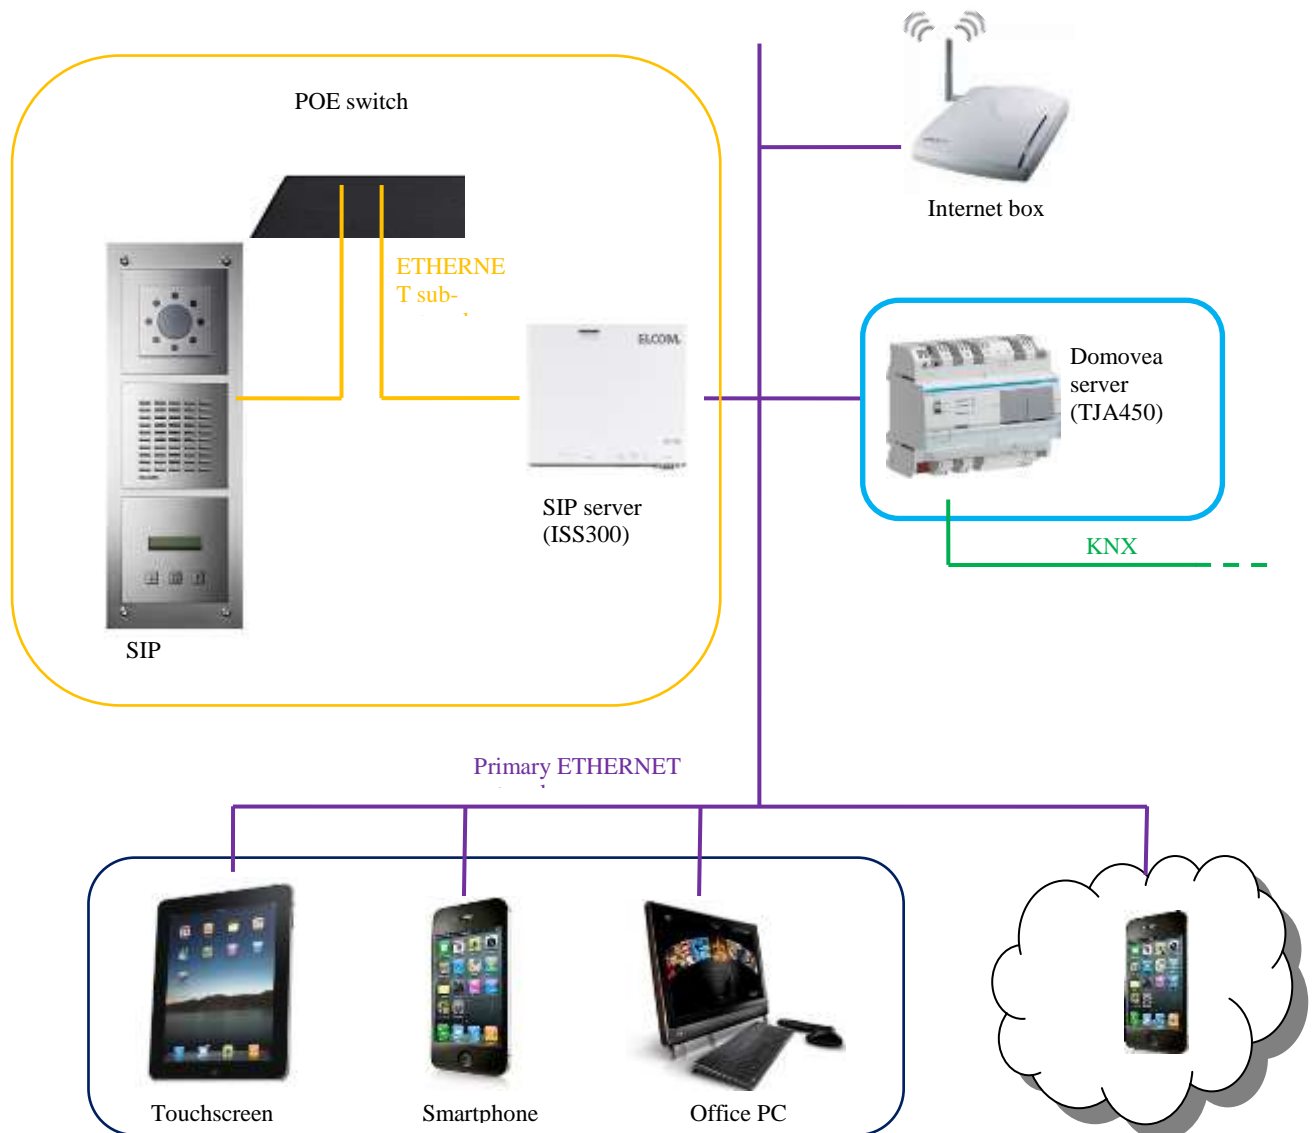 POE switch
Internet box
ETHERNE
T sub-
ELCOM.
Domovea
server
(TJA450)
SIP server
(ISS300)
KNX
SIP
Primary ETHERNET
Touchscreen
Smartphone
Office PC